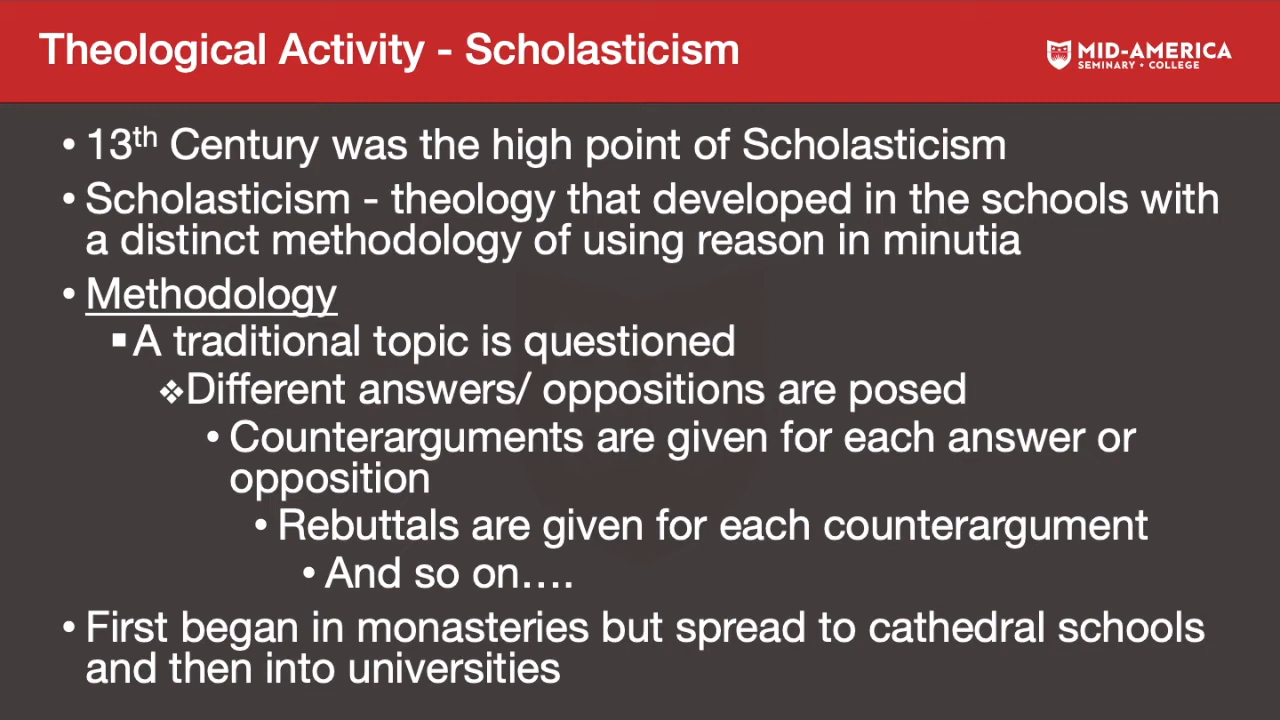 Theological Activity - Scholasticism
MID-AMERICA
SEMINARY • COLLEGE
• 13th Century was the high point of Scholasticism
• Scholasticism - theology that developed in the schools with
a distinct methodology of using reason in minutia
• Methodology
▪ A traditional topic is questioned
❖ Different answers/ oppositions are posed
• Counterarguments are given for each answer or
opposition
• Rebuttals are given for each counterargument
• And so on….
• First began in monasteries but spread to cathedral schools
and then into universities